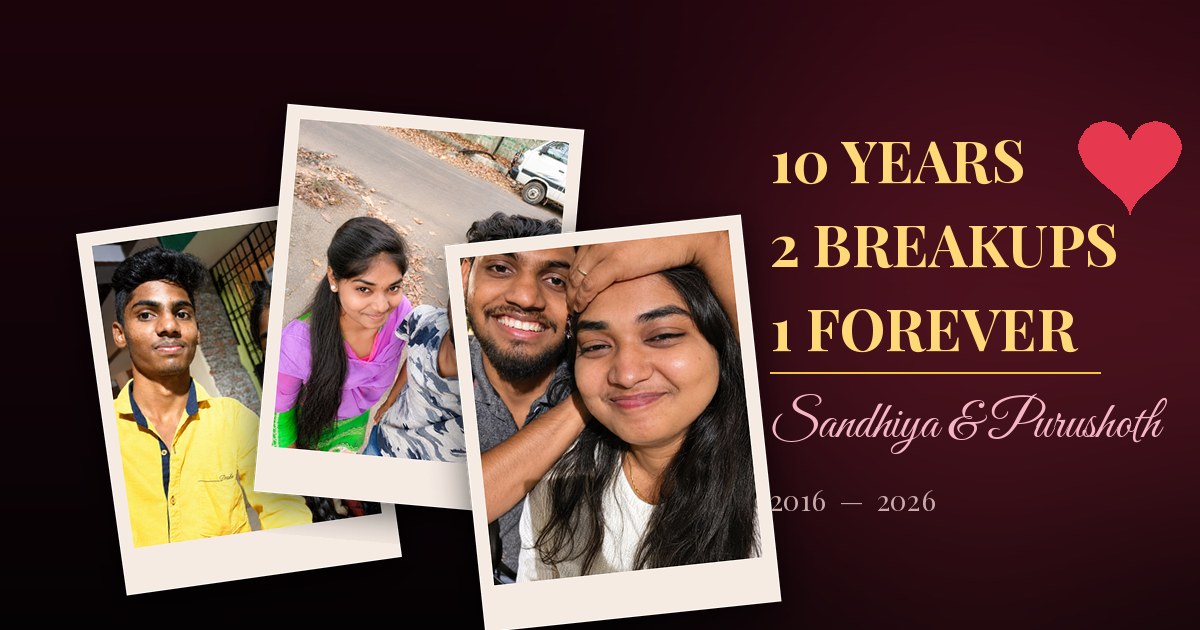 10 YEARS
2 BREAKUPS
1 FOREVER
Sandhiya & Purushoth
2016 — 2026